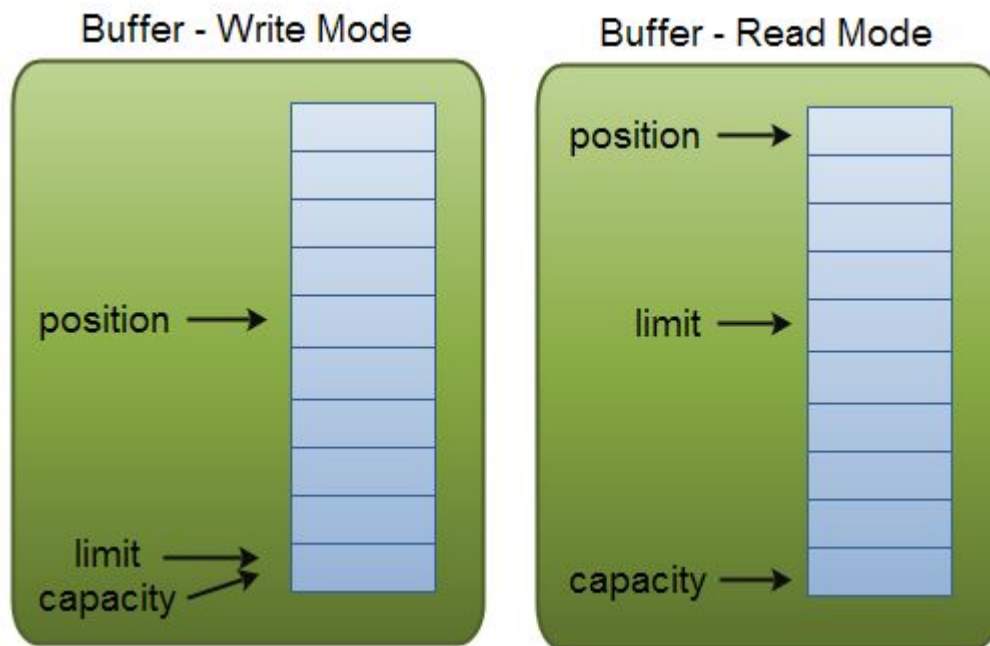 Buffer - Write Mode
position
limit
capacity
Buffer - Read Mode
position
limit
capacity